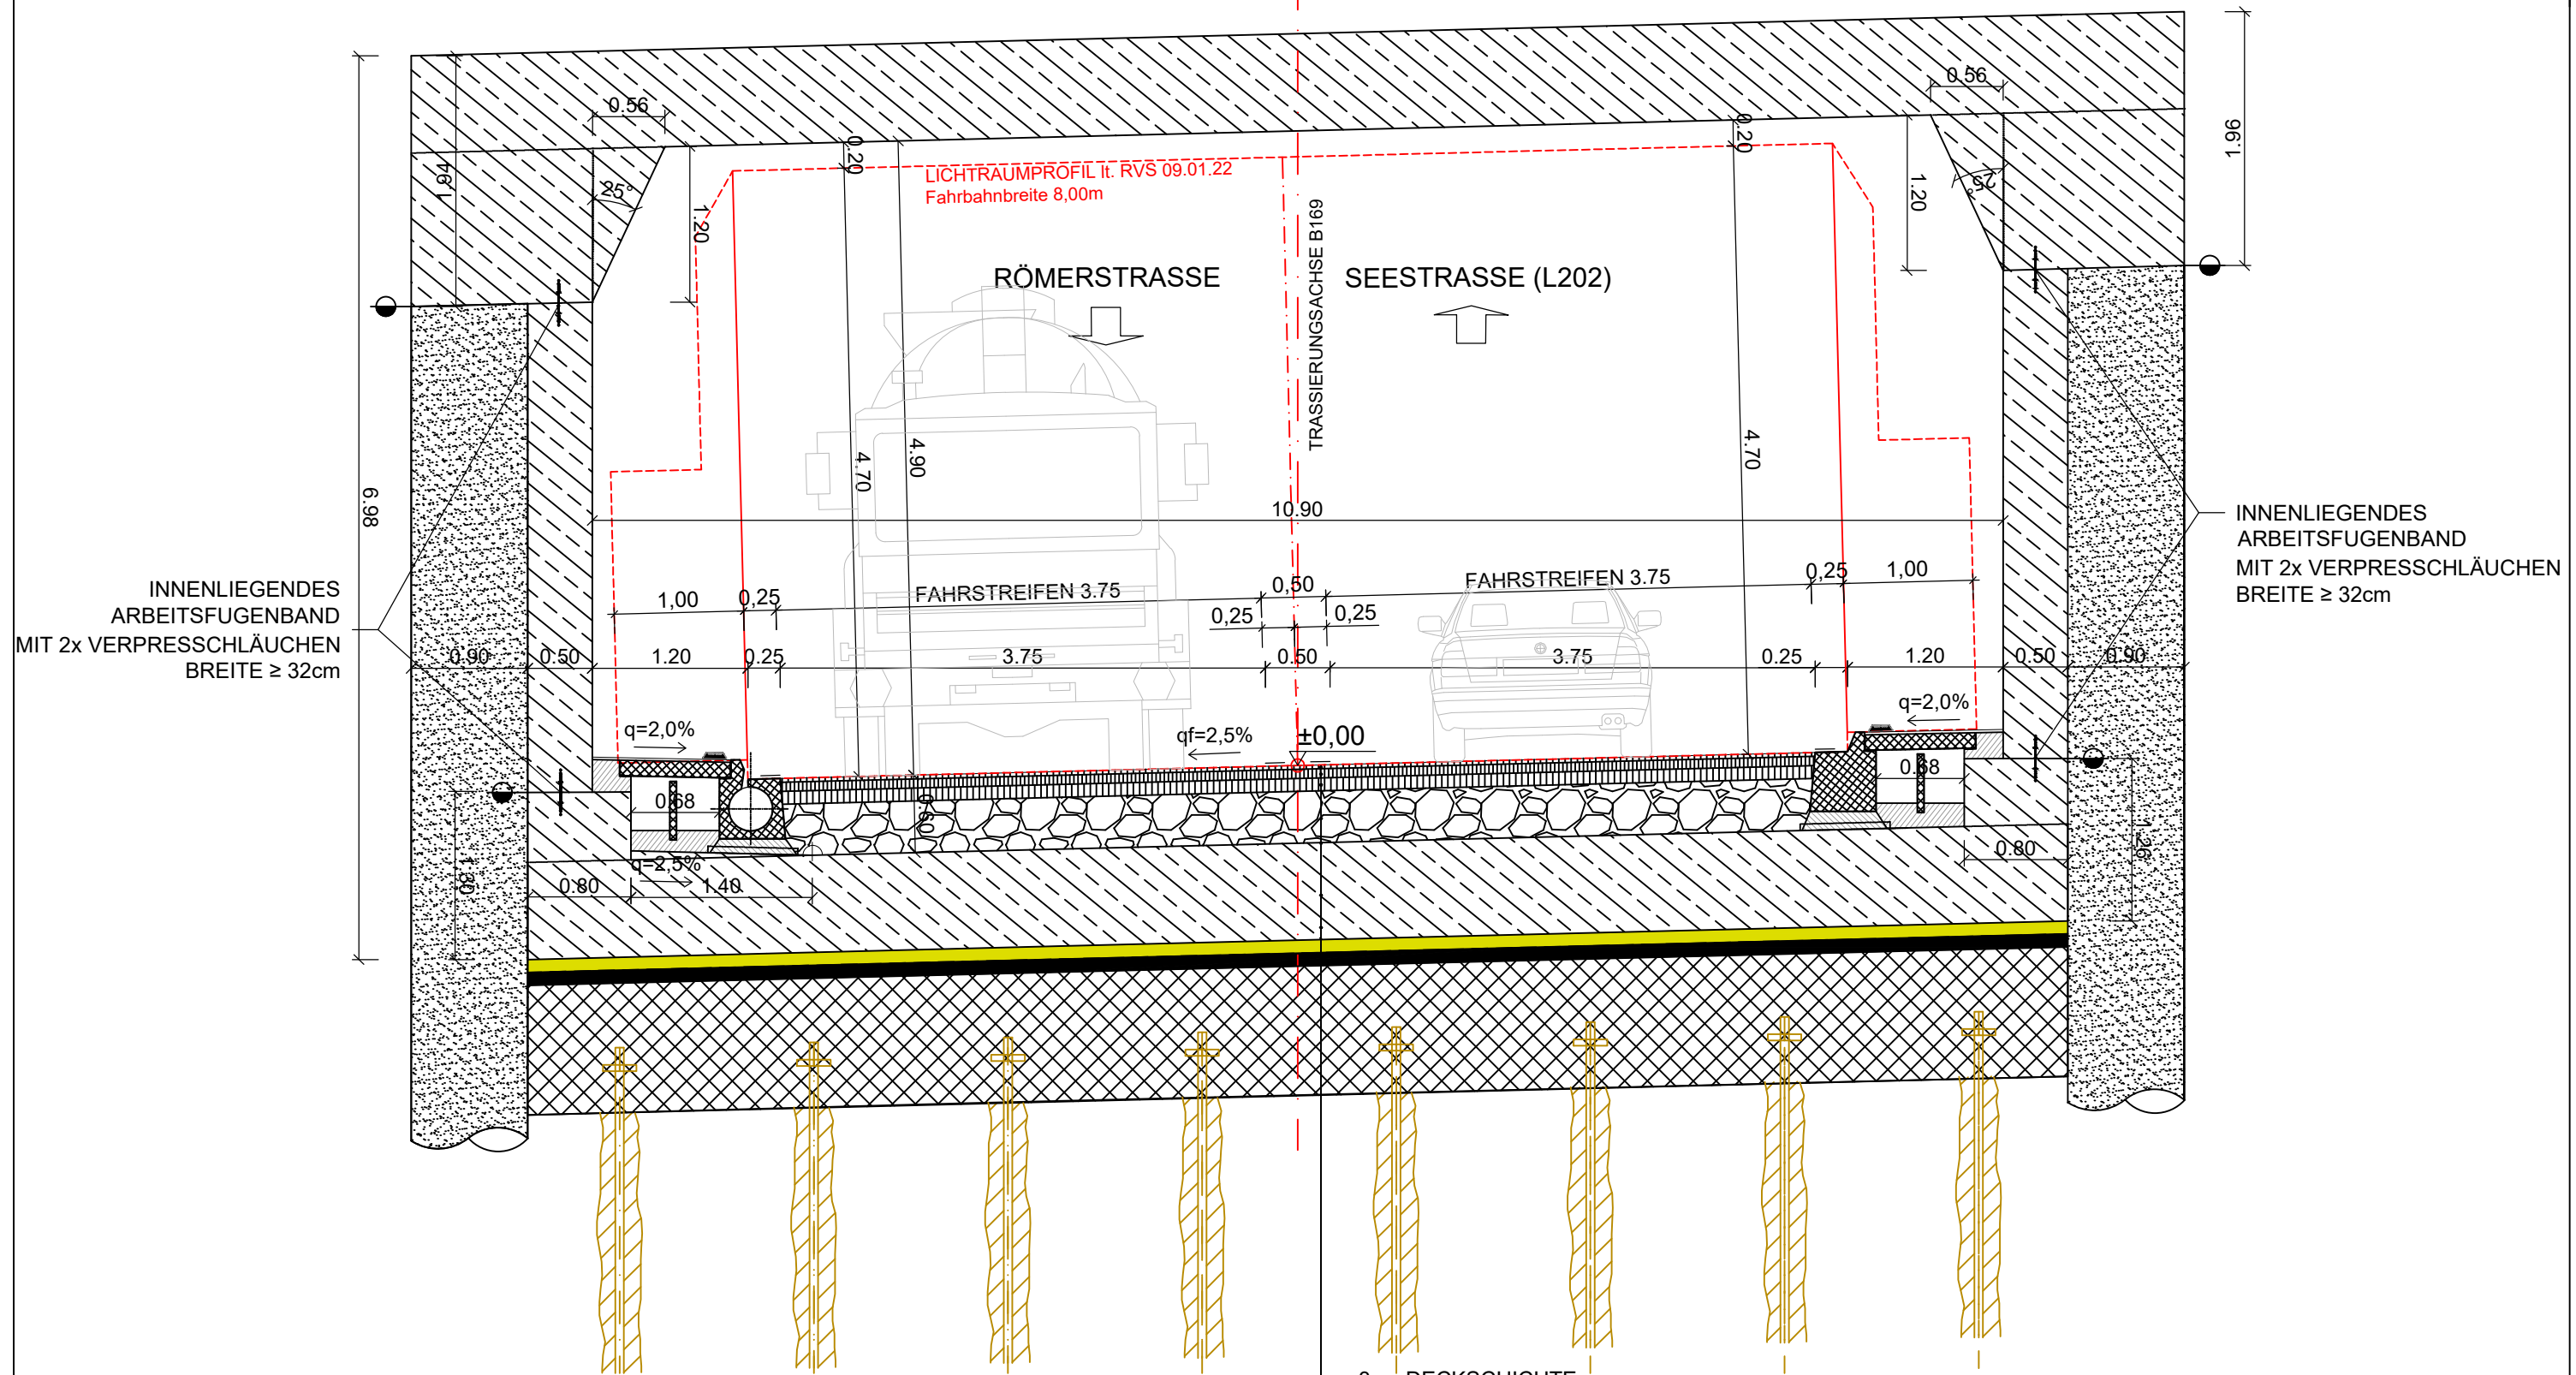 0.56
0.56
1.94
1.96
0.20
0.20
LICHTRAUMPROFIL lt. RVS 09.01.22
Fahrbahnbreite 8,00m
25°
25°
1.20
1.20
TRASSIERUNGSACHSE B169
RÖMERSTRASSE
SEESTRASSE (L202)
4.70
4.90
4.70
6.98
10.90
INNENLIEGENDES
ARBEITSFUGENBAND
MIT 2x VERPRESSCHLÄUCHEN
BREITE ≥ 32cm
INNENLIEGENDES
ARBEITSFUGENBAND
MIT 2x VERPRESSCHLÄUCHEN
BREITE ≥ 32cm
1,00
0,25
FAHRSTREIFEN 3.75
0,50
FAHRSTREIFEN 3.75
0,25
1,00
0,25
0,25
0.90
0.50
1.20
0.25
3.75
0.50
3.75
0.25
1.20
0.50
0.90
q=2,0%
qf=2,5%
±0,00
q=2,0%
0.68
0.68
0.60
q=2,5%
0.80
1.40
1.80
0.80
1.26
DECKSCHICHTE